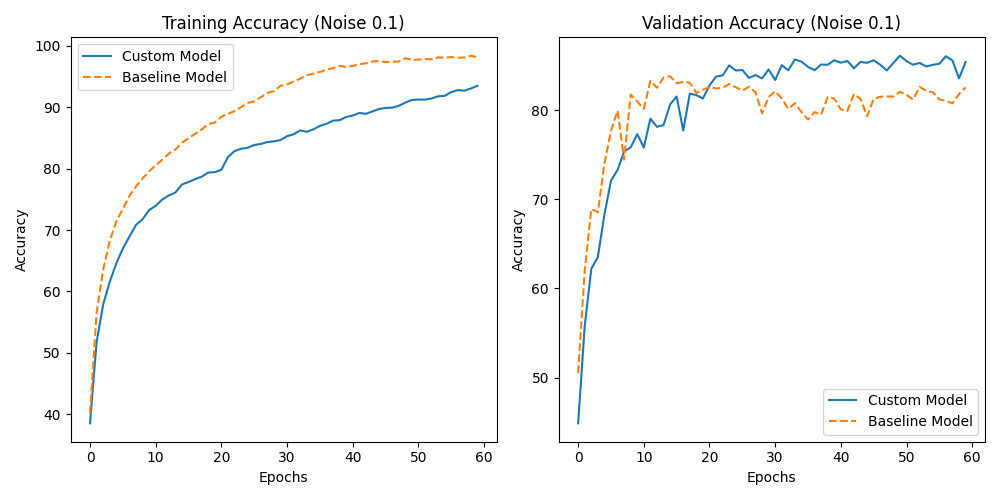 Training Accuracy (Noise 0.1)
Accuracy
100
90
80
70
60
50
40
Custom Model
Baseline Model
0 10 20 30 40 50 60
Epochs
Validation Accuracy (Noise 0.1)
Accuracy
80
70
60
50
Custom Model
Baseline Model
0 10 20 30 40 50 60
Epochs